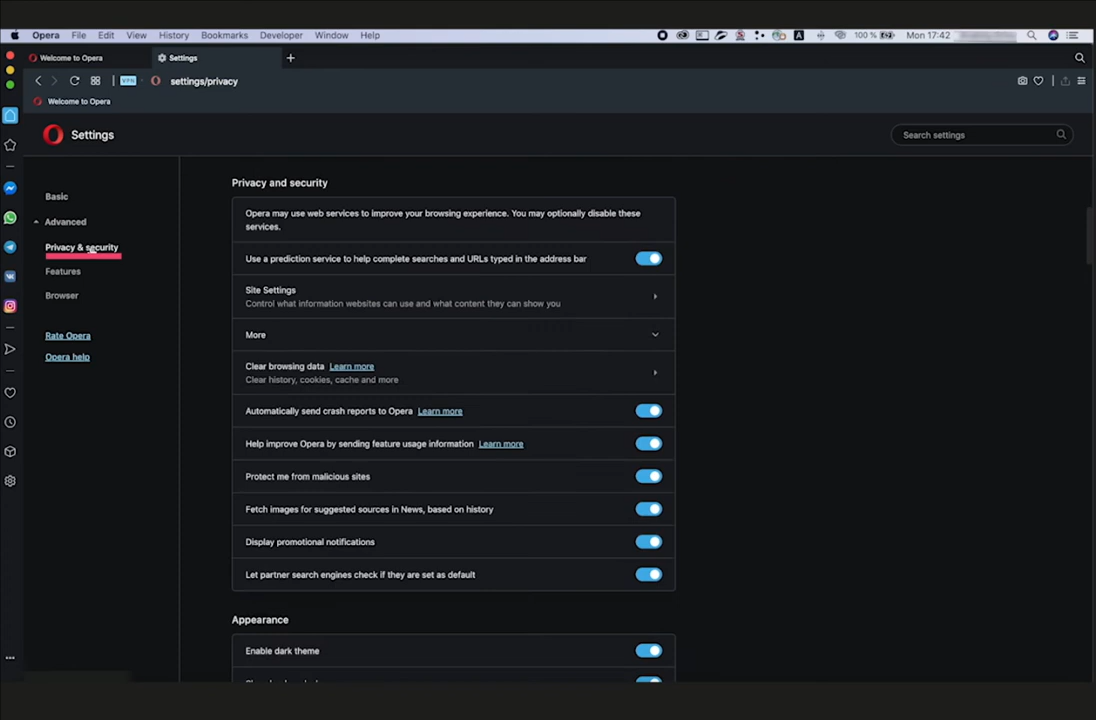 Opera File Edit View History Bookmarks Developer Window Help 100 % A Mon 17:42
Welcome to Opera Settings
VPN settings/privacy
Welcome to Opera
Settings Search settings
Basic
Advanced
Privacy & security
Features
Browser
Rate Opera
Opera help
Privacy and security
Opera may use web services to improve your browsing experience. You may optionally disable these
services.
Use a prediction service to help complete searches and URLs typed in the address bar
Site Settings
Control what information websites can use and what content they can show you
More
Clear browsing data Learn more
Clear history, cookies, cache and more
Automatically send crash reports to Opera Learn more
Help improve Opera by sending feature usage information Learn more
Protect me from malicious sites
Fetch images for suggested sources in News, based on history
Display promotional notifications
Let partner search engines check if they are set as default
Appearance
Enable dark theme